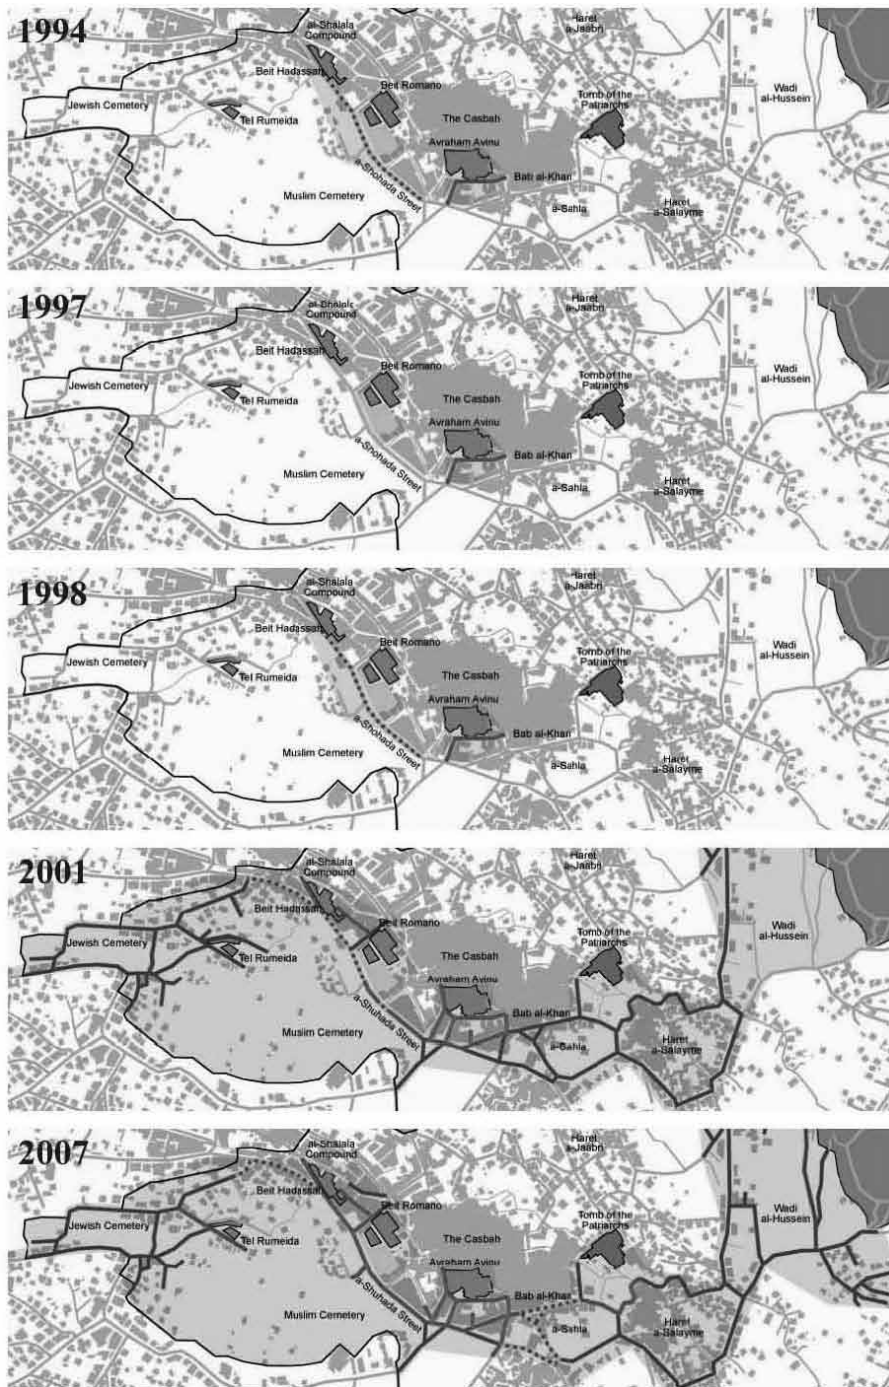 1994
al-Shalala
Compound
Haret
a-Jaabri
Beit Hadassah
Jewish Cemetery
Beit Romano
Tomb of the
Patriarchs
Wadi
al-Hussein
Tel Rumeida
The Casbah
Avraham Avinu
Muslim Cemetery
a-Shohada Street
Bab al-Khan
a-Sahla
Haret
a-Salayme
1997
al-Shalala
Compound
Haret
a-Jaabri
Beit Hadassah
Beit Romano
Jewish Cemetery
Tomb of the
Patriarchs
Wadi
al-Hussein
Tel Rumeida
The Casbah
Avraham Avinu
a-Shohada Street
Muslim Cemetery
Bab al-Khan
a-Sahla
Haret
a-Salayme
1998
al-Shalala
Compound
Haret
a-Jaabri
Beit Hadassah
Beit Romano
Jewish Cemetery
Tomb of the
Patriarchs
Wadi
al-Hussein
Tel Rumeida
The Casbah
Avraham Avinu
a-Shohada Street
Muslim Cemetery
Bab al-Khan
a-Sahla
Haret
a-Salayme
2001
al-Shalala
Compound
Haret
a-Jaabri
Beit Hadassah
Beit Romano
Jewish Cemetery
Tomb of the
Patriarchs
Wadi
al-Hussein
Tel Rumeida
The Casbah
Avraham Avinu
a-Shuhada Street
Muslim Cemetery
Bab al-Khan
a-Sahla
Haret
a-Salayme
2007
al-Shalala
Compound
Haret
a-Jaabri
Beit Hadassah
Beit Romano
Jewish Cemetery
Tomb of the
Patriarchs
Wadi
al-Hussein
Tel Rumeida
The Casbah
Avraham Avinu
a-Shuhada Street
Muslim Cemetery
Bab al-Khan
a-Sahla
Haret
a-Salayme